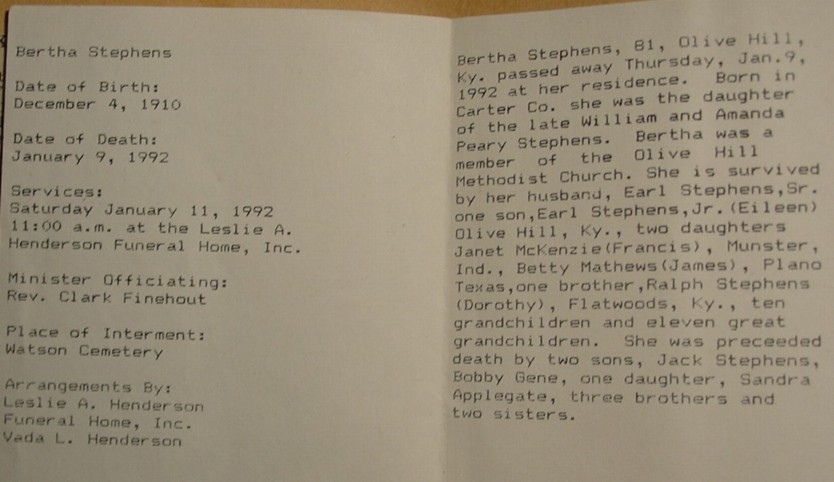 Bertha Stephens
Date of Birth:
December 4, 1910
Date of Death:
January 9, 1992
Services:
Saturday January 11, 1992
11:00 a.m. at the Leslie A.
Henderson Funeral Home, Inc.
Minister Officiating:
Rev. Clark Finehout
Place of Interment:
Watson Cemetery
Arrangements By:
Leslie A. Henderson
Funeral Home, Inc.
Vada L. Henderson
Bertha Stephens, 81, Olive Hill,
Ky. passed away Thursday, Jan.9,
1992 at her residence. Born in
Carter Co. she was the daughter
of the late William and Amanda
Peary Stephens. Bertha was a
member of the Olive Hill
Methodist Church. She is survived
by her husband, Earl Stephens,Sr.
one son,Earl Stephens,Jr.(Eileen)
Olive Hill, Ky., two daughters
Janet McKenzie(Francis), Munster,
Ind., Betty Mathews(James), Plano
Texas,one brother,Ralph Stephens
(Dorothy), Flatwoods, Ky., ten
grandchildren and eleven great
grandchildren. She was preceeded
death by two sons, Jack Stephens,
Bobby Gene, one daughter, Sandra
Applegate, three brothers and
two sisters.